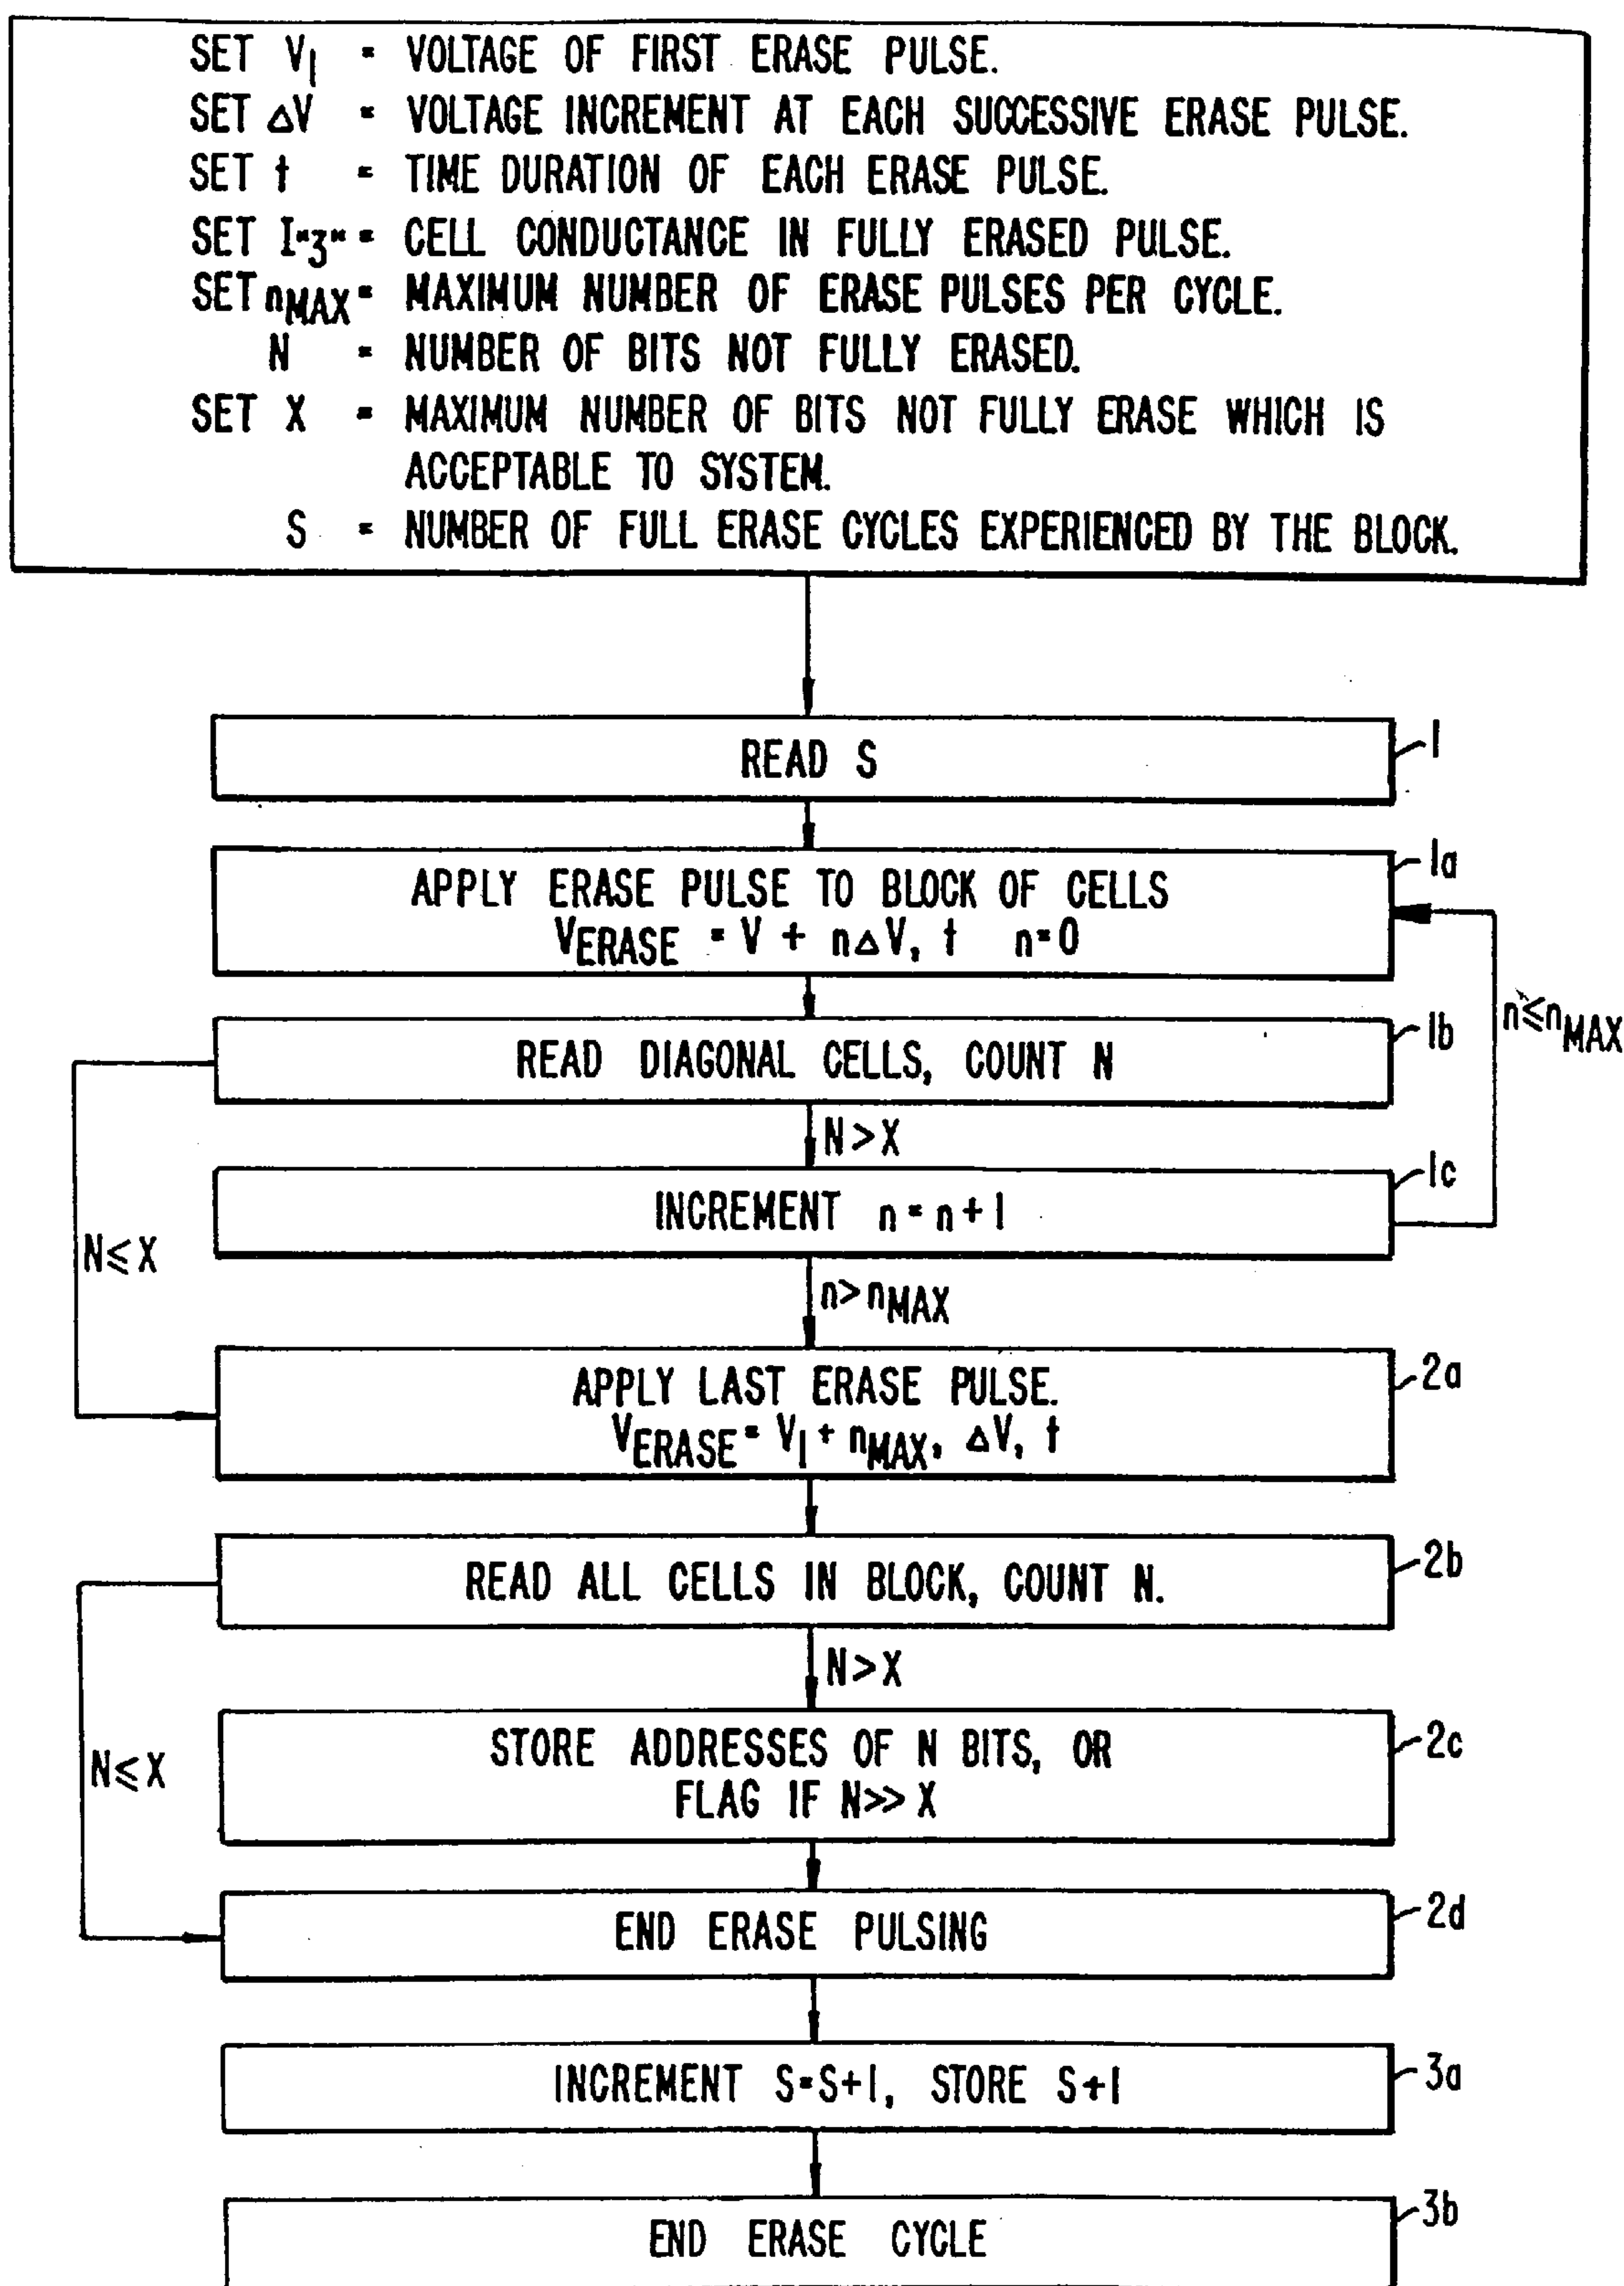 SET V1 = VOLTAGE OF FIRST ERASE PULSE.
SET ΔV = VOLTAGE INCREMENT AT EACH SUCCESSIVE ERASE PULSE.
SET t = TIME DURATION OF EACH ERASE PULSE.
SET I"3" = CELL CONDUCTANCE IN FULLY ERASED PULSE.
SET nMAX = MAXIMUM NUMBER OF ERASE PULSES PER CYCLE.
N = NUMBER OF BITS NOT FULLY ERASED.
SET X = MAXIMUM NUMBER OF BITS NOT FULLY ERASE WHICH IS
ACCEPTABLE TO SYSTEM.
S = NUMBER OF FULL ERASE CYCLES EXPERIENCED BY THE BLOCK.
READ S
1
APPLY ERASE PULSE TO BLOCK OF CELLS
VERASE = V + nΔV, t n=0
1a
n≤nMAX
READ DIAGONAL CELLS, COUNT N
1b
N>X
INCREMENT n=n+1
1c
N≤X
n>nMAX
APPLY LAST ERASE PULSE.
VERASE = V1 + nMAX, ΔV, t
2a
READ ALL CELLS IN BLOCK, COUNT N.
2b
N>X
STORE ADDRESSES OF N BITS, OR
FLAG IF N>>X
2c
N≤X
END ERASE PULSING
2d
INCREMENT S=S+1, STORE S+1
3a
END ERASE CYCLE
3b